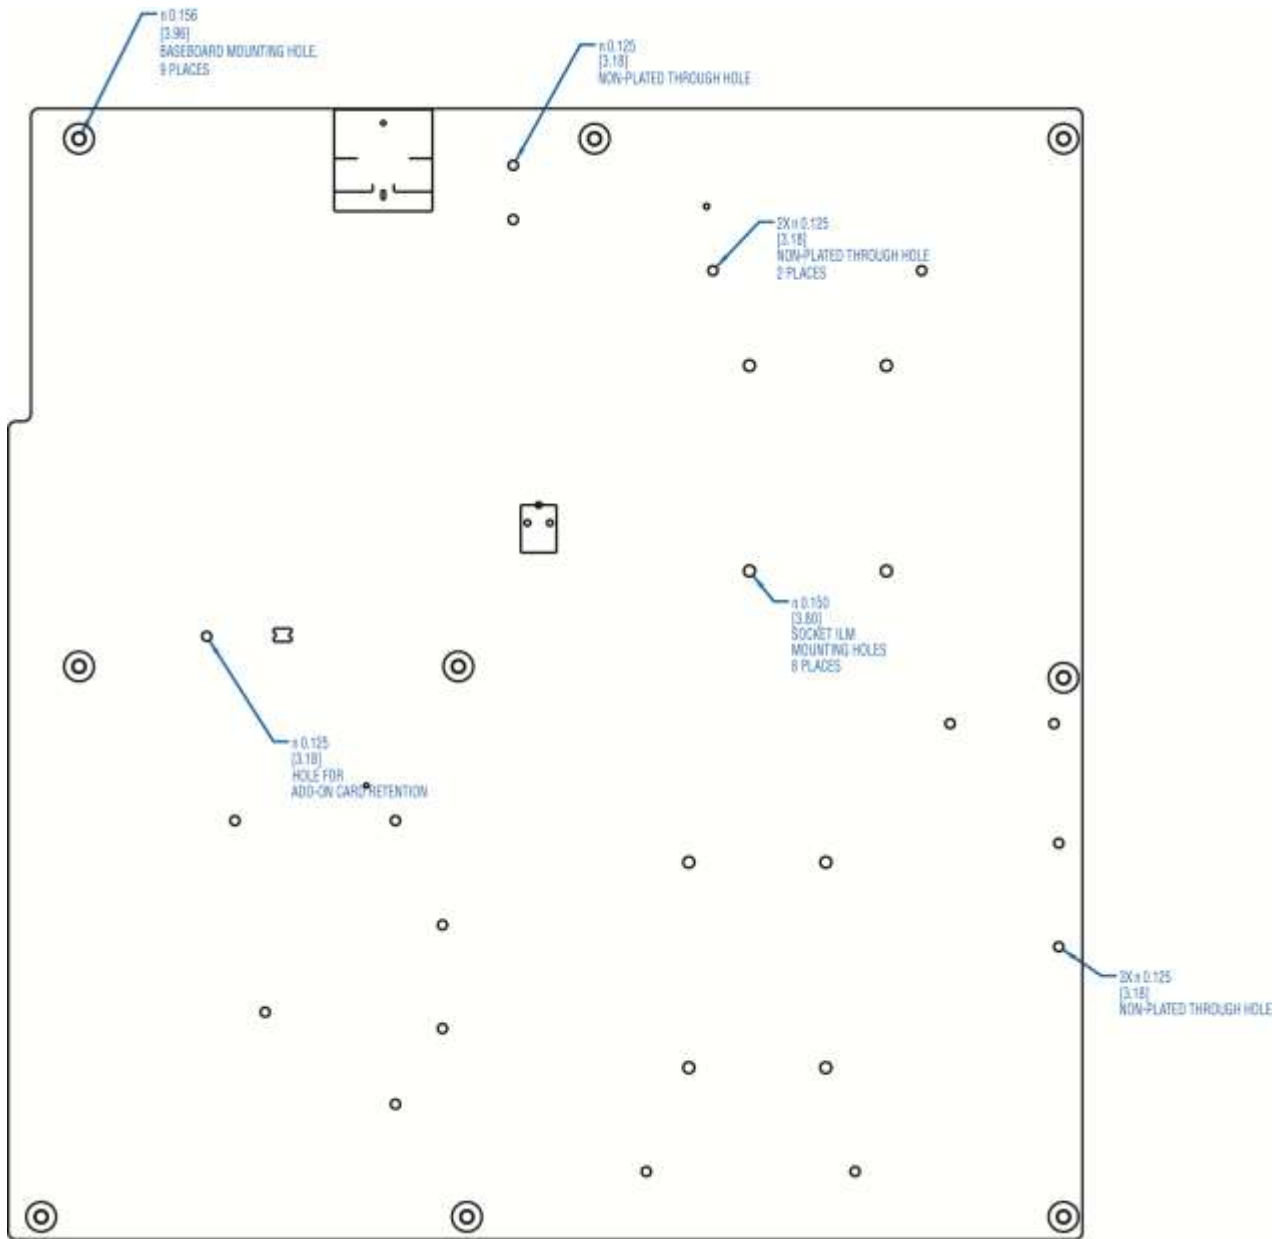 n 0.156
[3.96]
BASEBOARD MOUNTING HOLE,
9 PLACES
n 0.125
[3.18]
NON-PLATED THROUGH HOLE
2X n 0.125
[3.18]
NON-PLATED THROUGH HOLE
2 PLACES
n 0.150
[3.80]
SOCKET ILM
MOUNTING HOLES
8 PLACES
n 0.125
[3.18]
HOLE FOR
ADD-ON CARD RETENTION
3X n 0.125
[3.18]
NON-PLATED THROUGH HOLE